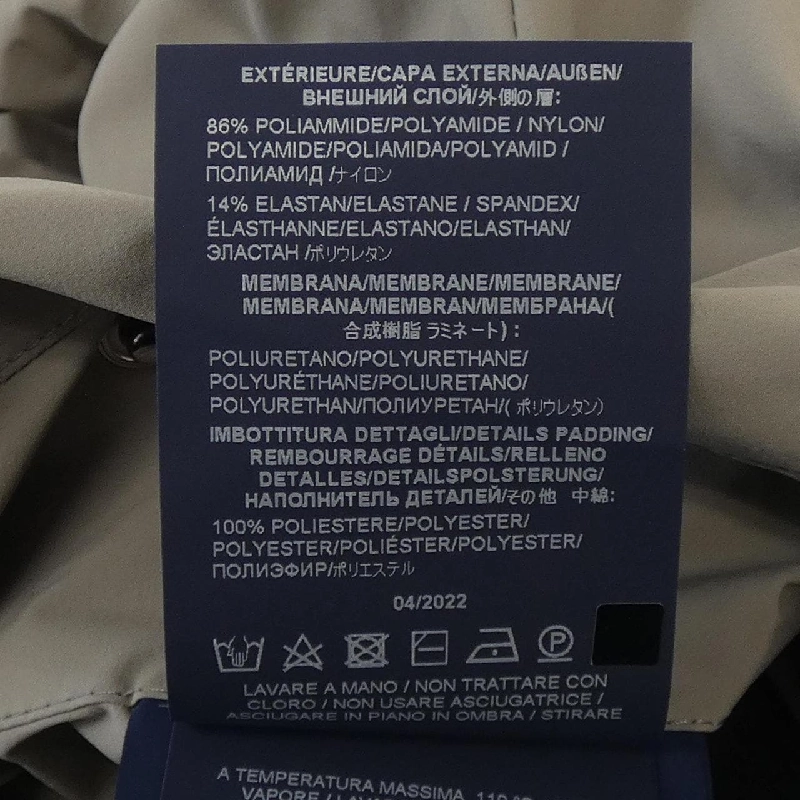 EXTÉRIEURE/CAPA EXTERNA/AUßEN/
ВНЕШНИЙ СЛОЙ/外側の層:
86% POLIAMMIDE/POLYAMIDE / NYLON/
POLYAMIDE/POLIAMIDA/POLYAMID /
ПОЛИАМИД /ナイロン
14% ELASTAN/ELASTANE / SPANDEX/
ÉLASTHANNE/ELASTANO/ELASTHAN/
ЭЛАСТАН /ポリウレタン
MEMBRANA/MEMBRANE/MEMBRANE/
MEMBRANA/MEMBRAN/МЕМБРАНА/(
合成樹脂 ラミネート) :
POLIURETANO/POLYURETHANE/
POLYURÉTHANE/POLIURETANO/
POLYURETHAN/ПОЛИУРЕТАН/( ポリウレタン)
IMBOTTITURA DETTAGLI/DETAILS PADDING/
REMBOURRAGE DÉTAILS/RELLENO
DETALLES/DETAILSPOLSTERUNG/
НАПОЛНИТЕЛЬ ДЕТАЛЕЙ/その他 中綿:
100% POLIESTERE/POLYESTER/
POLYESTER/POLIÉSTER/POLYESTER/
ПОЛИЭФИР/ポリエステル
04/2022
P
LAVARE A MANO / NON TRATTARE CON
CLORO / NON USARE ASCIUGATRICE /
ASCIUGARE IN PIANO IN OMBRA / STIRARE
A TEMPERATURA MASSIMA
VAPORE